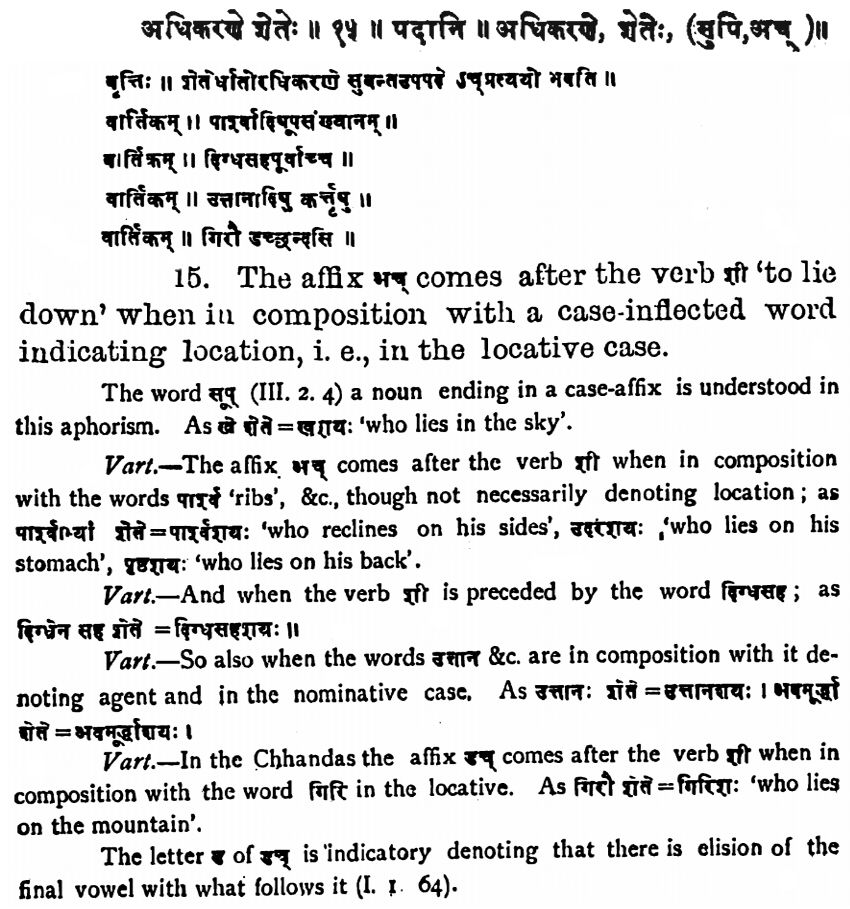 अधिकरणे शेतेः ॥ १५ ॥ पदानि ॥ अधिकरणे, शेतेः, (सुपि,अच् )॥
वृत्तिः ॥ शेतेर्धातोरधिकरणे सुबन्तउपपदे ऽच्प्रत्ययो भवति ॥
वार्तिकम् ॥ पार्श्वादिषूपसंख्यानम् ॥
वार्तिकम् ॥ दिग्धसहपूर्वाच्च ॥
वार्तिकम् ॥ उत्तानादिषु कर्त्तृषु ॥
वार्तिकम् ॥ गिरौ डच्छन्दसि ॥
15. The affix अच् comes after the verb शी ‘to lie
down’ when in composition with a case-inflected word
indicating location, i. e., in the locative case.
The word सूप् (III. 2. 4) a noun ending in a case-affix is understood in
this aphorism. As खे शेते=खशयः ‘who lies in the sky’.
Vart.—The affix अच् comes after the verb शी when in composition
with the words पार्श्व ‘ribs’, &c., though not necessarily denoting location ; as
पार्श्वाभ्यां शेते=पार्श्वशयः ‘who reclines on his sides’, उदरंशयः ‘who lies on his
stomach’, पृष्ठशयः ‘who lies on his back’.
Vart.—And when the verb शी is preceded by the word दिग्धसह ; as
दिग्धेन सह शेते =दिग्धसहशयः॥
Vart.—So also when the words उत्तान &c. are in composition with it de-
noting agent and in the nominative case. As उत्तानः शेते =उत्तानशयः । अवमूर्द्धा
शेते=अवमूर्द्धाशयः ।
Vart.—In the Chhandas the affix डच् comes after the verb शी when in
composition with the word गिरि in the locative. As गिरौ शेते=गिरिशः ‘who lies
on the mountain’.
The letter ड of डच् is indicatory denoting that there is elision of the
final vowel with what follows it (I. 1. 64).